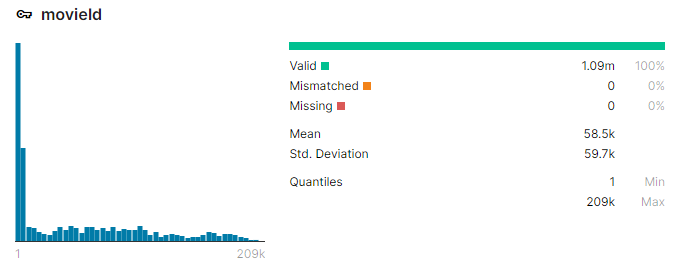 movieId
Valid 1.09m 100%
Mismatched 0 0%
Missing 0 0%
Mean 58.5k
Std. Deviation 59.7k
Quantiles 1 Min
209k Max
1 209k